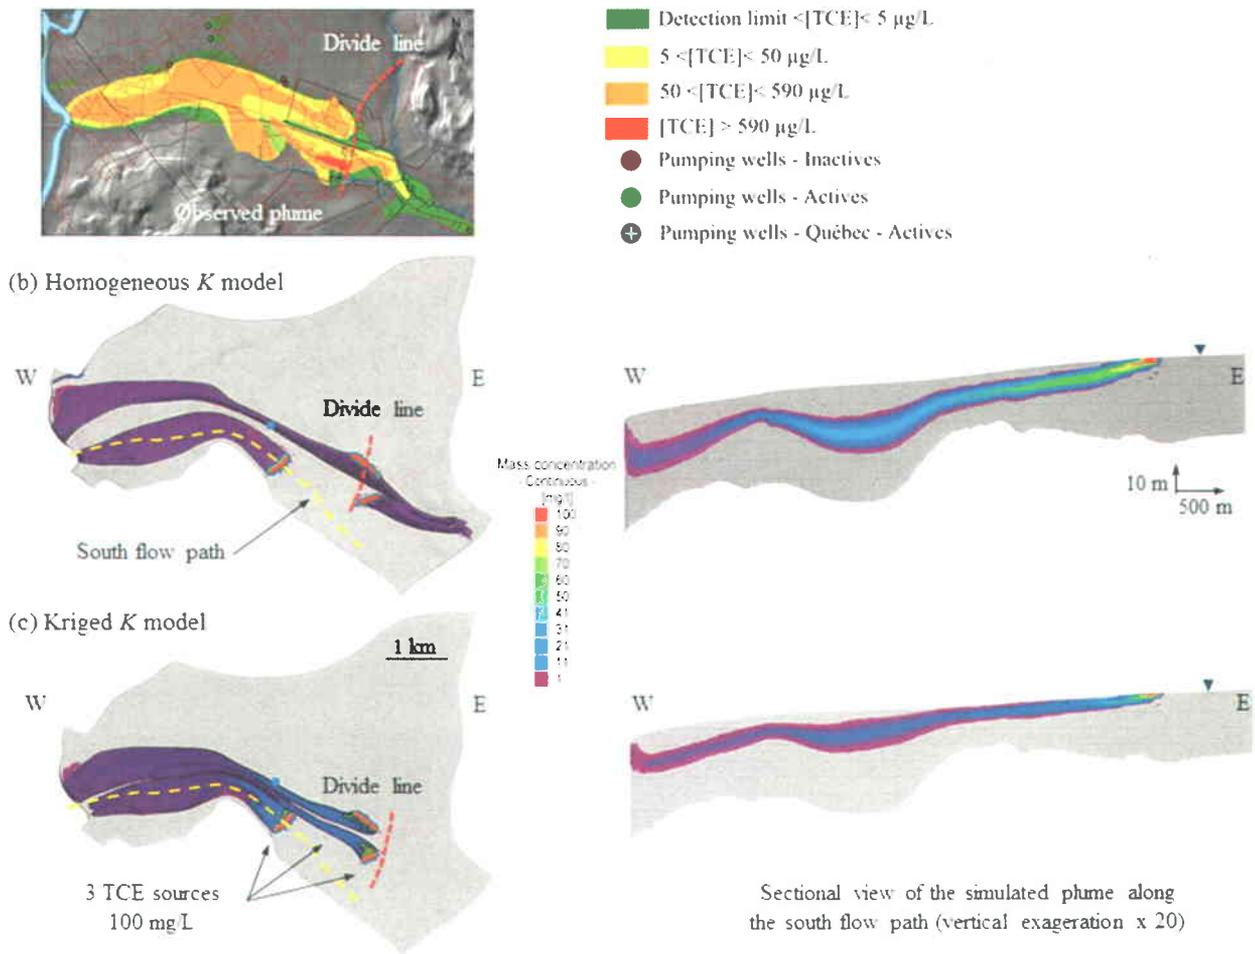 Divide line
N
Observed plume
Detection limit <[TCE]< 5 µg/L
5 <[TCE]< 50 µg/L
50 <[TCE]< 590 µg/L
[TCE] > 590 µg/L
Pumping wells - Inactives
Pumping wells - Actives
Pumping wells - Québec - Actives
(b) Homogeneous K model
W
E
Divide line
South flow path
W
E
10 m
500 m
Mass concentration
- Continuous -
[mg/l]
100
90
80
70
60
50
41
31
21
11
1
(c) Kriged K model
1 km
W
E
Divide line
3 TCE sources
100 mg/L
W
E
Sectional view of the simulated plume along
the south flow path (vertical exageration x 20)